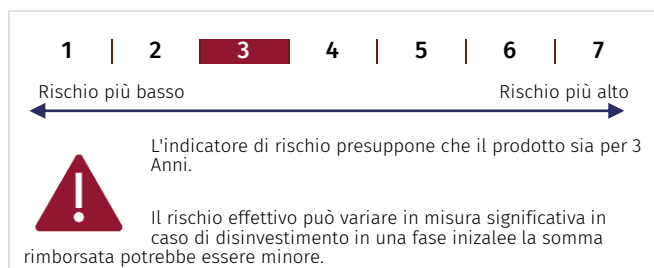 1 | 2 | 3 | 4 | 5 | 6 | 7
Rischio più basso Rischio più alto
L'indicatore di rischio presuppone che il prodotto sia per 3
Anni.
Il rischio effettivo può variare in misura significativa in
caso di disinvestimento in una fase inizalee la somma
rimborsata potrebbe essere minore.